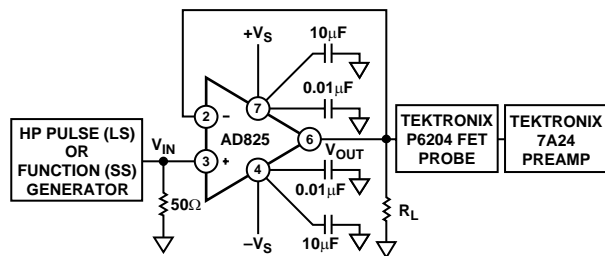 10µF
+VS
0.01µF
2
–
7
AD825
6
TEKTRONIX
P6204 FET
PROBE
TEKTRONIX
7A24
PREAMP
HP PULSE (LS)
OR
FUNCTION (SS)
GENERATOR
VIN
3
+
4
VOUT
0.01µF
50Ω
RL
10µF
–VS